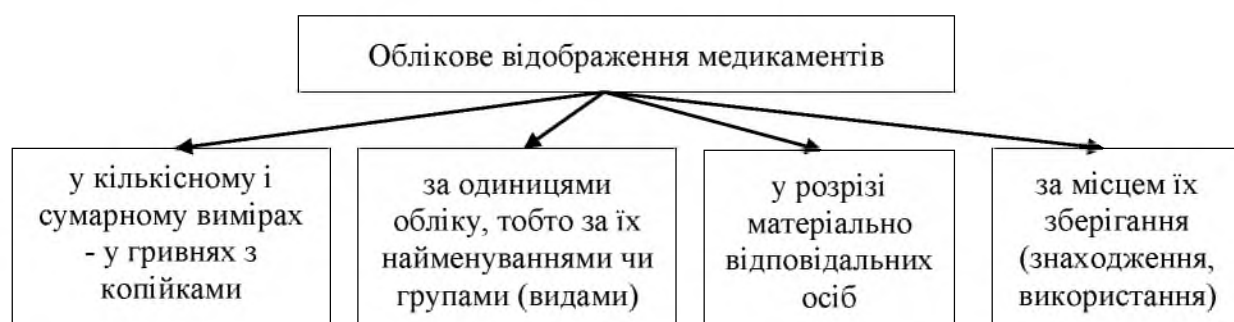 Облікове відображення медикаментів
у кількісному і
сумарному вимірах
- у гривнях з
копійками
за одиницями
обліку, тобто за їх
найменуваннями чи
групами (видами)
у розрізі
матеріально
відповідальних
осіб
за місцем їх
зберігання
(знаходження,
використання)